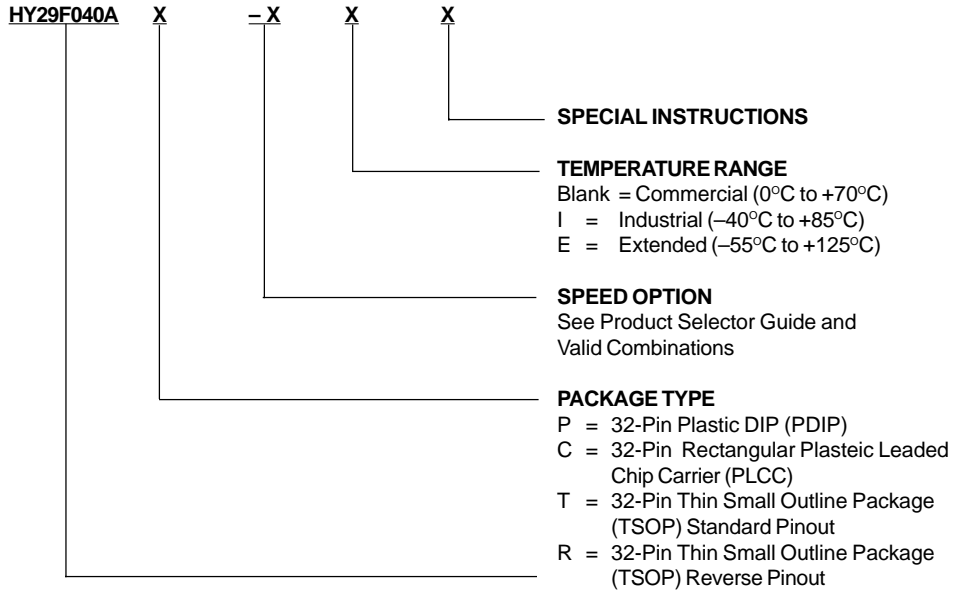 HY29F040A X – X X X
SPECIAL INSTRUCTIONS
TEMPERATURE RANGE
Blank = Commercial (0°C to +70°C)
I = Industrial (–40°C to +85°C)
E = Extended (–55°C to +125°C)
SPEED OPTION
See Product Selector Guide and
Valid Combinations
PACKAGE TYPE
P = 32-Pin Plastic DIP (PDIP)
C = 32-Pin Rectangular Plasteic Leaded
Chip Carrier (PLCC)
T = 32-Pin Thin Small Outline Package
(TSOP) Standard Pinout
R = 32-Pin Thin Small Outline Package
(TSOP) Reverse Pinout